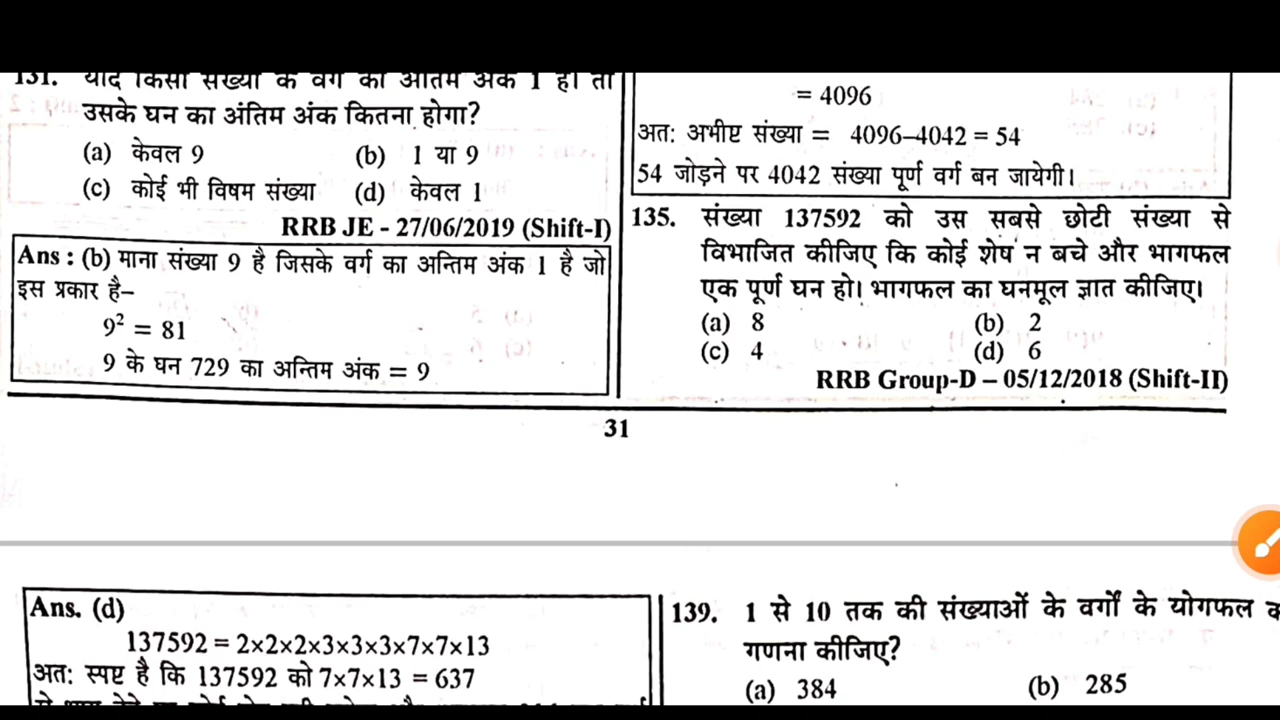 131. यदि किसी संख्या के वर्ग का अंतिम अंक 1 हो तो
उसके घन का अंतिम अंक कितना होगा?
(a) केवल 9 (b) 1 या 9
(c) कोई भी विषम संख्या (d) केवल 1
RRB JE - 27/06/2019 (Shift-I)
Ans : (b) माना संख्या 9 है जिसके वर्ग का अन्तिम अंक 1 है जो
इस प्रकार है–
9² = 81
9 के घन 729 का अन्तिम अंक = 9
= 4096
अत: अभीष्ट संख्या = 4096–4042 = 54
54 जोड़ने पर 4042 संख्या पूर्ण वर्ग बन जायेगी।
135. संख्या 137592 को उस सबसे छोटी संख्या से
विभाजित कीजिए कि कोई शेष न बचे और भागफल
एक पूर्ण घन हो। भागफल का घनमूल ज्ञात कीजिए।
(a) 8 (b) 2
(c) 4 (d) 6
RRB Group-D – 05/12/2018 (Shift-II)
31
Ans. (d)
137592 = 2×2×2×3×3×3×7×7×13
अत: स्पष्ट है कि 137592 को 7×7×13 = 637
139. 1 से 10 तक की संख्याओं के वर्गों के योगफल
गणना कीजिए?
(a) 384 (b) 285